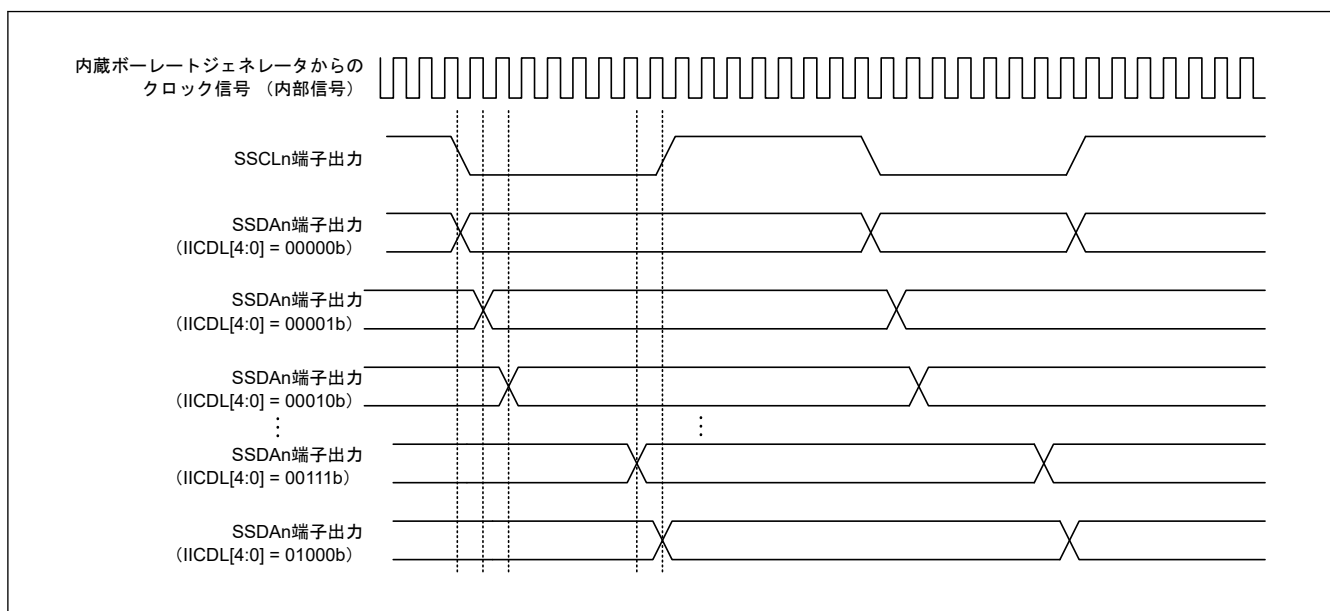 内蔵ボーレートジェネレータからの
クロック信号 (内部信号)
SSCLn端子出力
SSDAn端子出力
(IICDL[4:0] = 00000b)
SSDAn端子出力
(IICDL[4:0] = 00001b)
SSDAn端子出力
(IICDL[4:0] = 00010b)
SSDAn端子出力
(IICDL[4:0] = 00111b)
SSDAn端子出力
(IICDL[4:0] = 01000b)